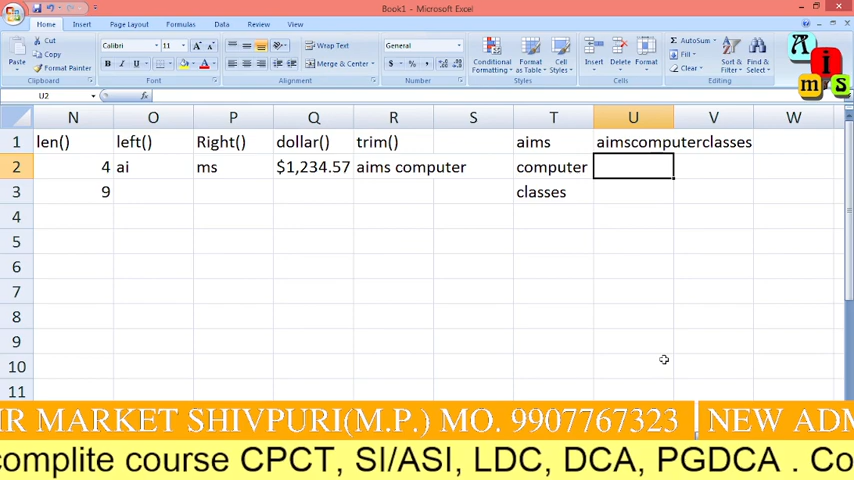 Book1 - Microsoft Excel
Home Insert Page Layout Formulas Data Review View
Cut
Copy
Format Painter
Paste
Clipboard
Calibri 11
B I U
Font
Wrap Text
Merge & Center
Alignment
General
$ % ,
Number
Conditional Formatting
Format as Table
Cell Styles
Styles
Insert Delete Format
Cells
Σ AutoSum
Fill
Clear
Sort & Filter
Find & Select
Editing
A i m s
U2 fx
N O P Q R S T U V W
1 len() left() Right() dollar() trim() aims aimscomputerclasses
2 4 ai ms $1,234.57 aims computer computer
3 9 classes
4
5
6
7
8
9
10
11
IR MARKET SHIVPURI(M.P.) MO. 9907767323 NEW ADM
complite course CPCT, SI/ASI, LDC, DCA, PGDCA . Co